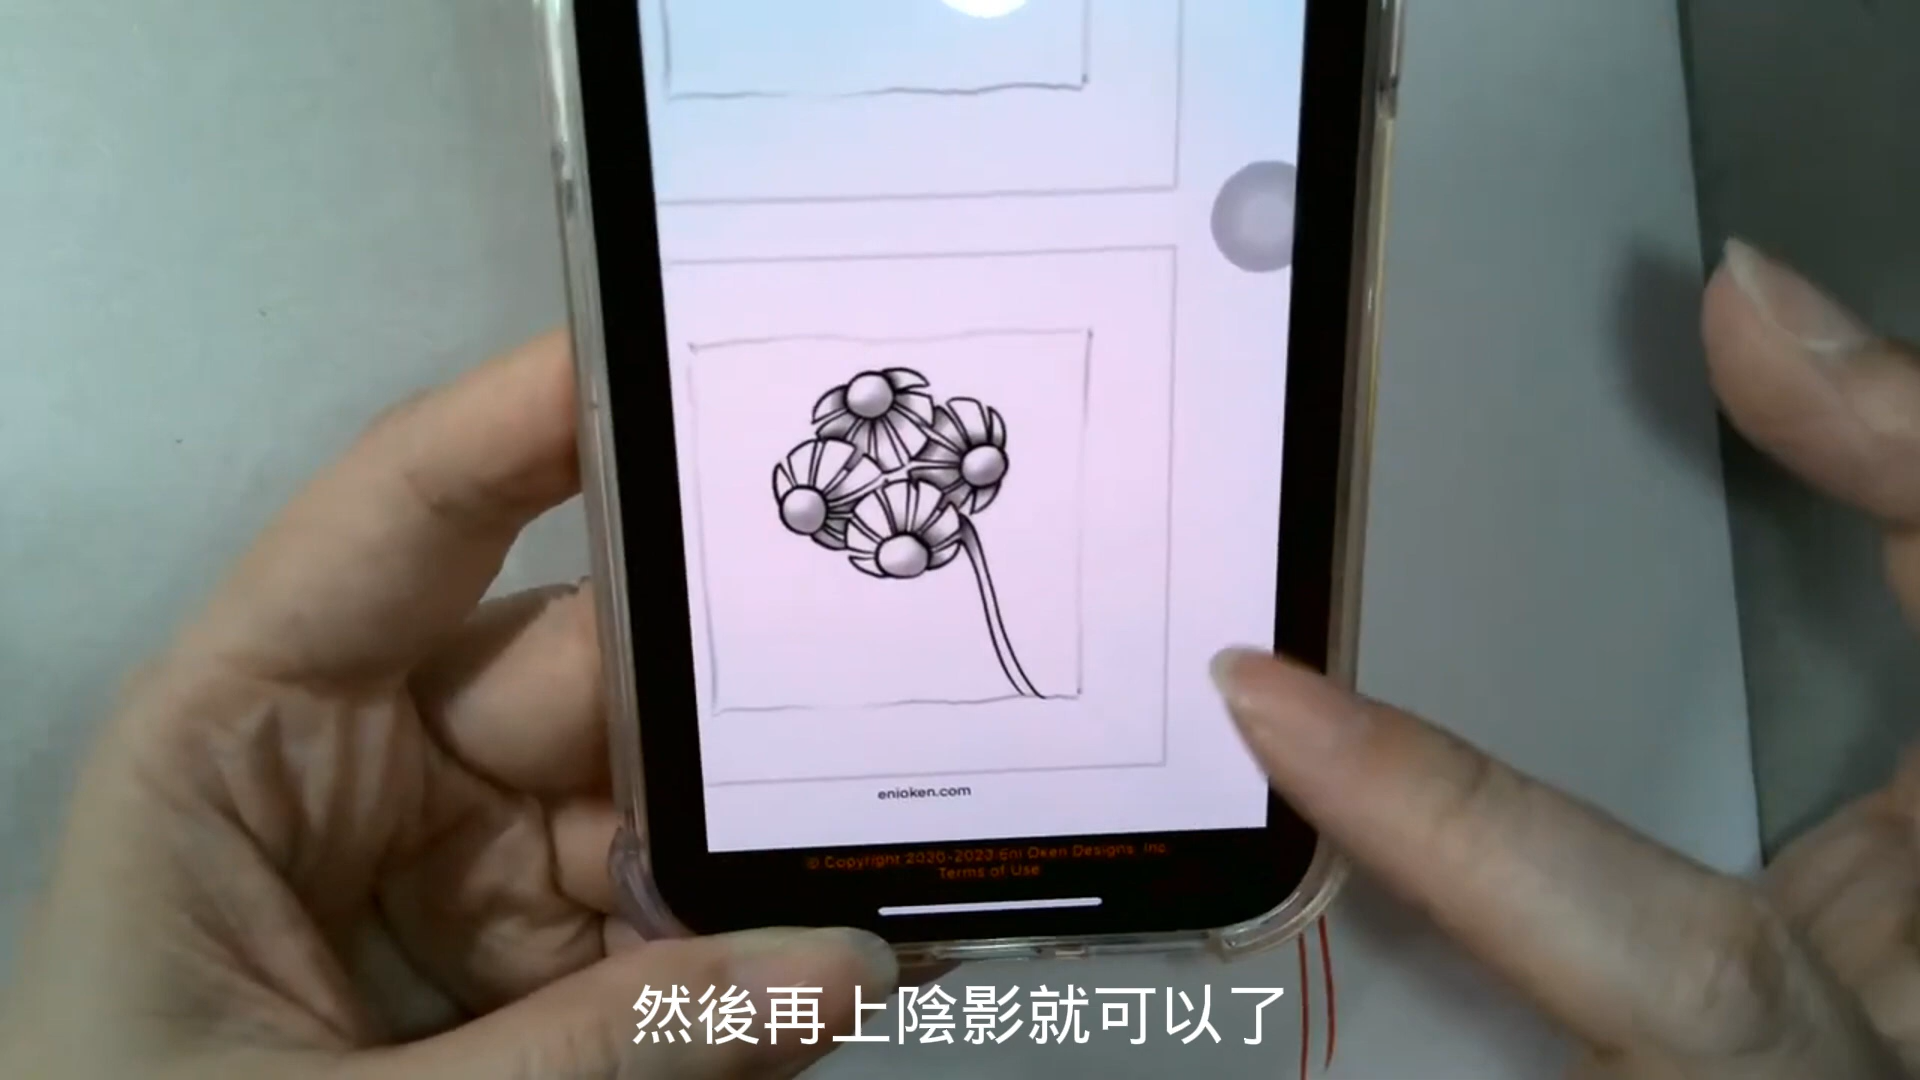 enioken.com
© Copyright 2020-2023 Eni Oken Designs, Inc.
Terms of Use
然後再上陰影就可以了